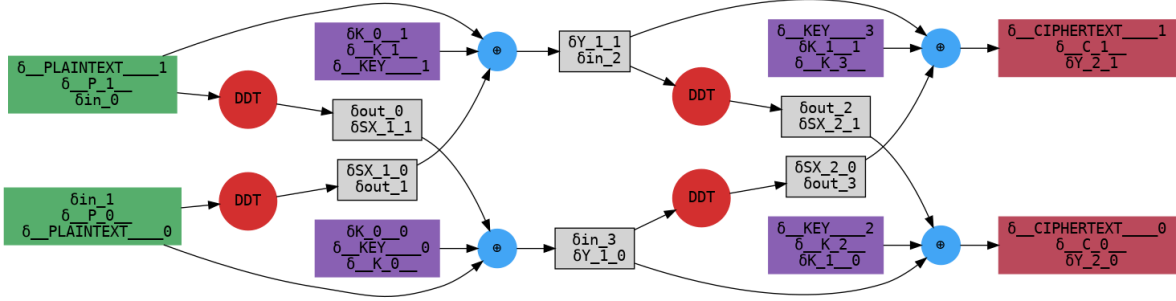 δ__PLAINTEXT____1
δ__P_1__
δin_0
DDT
δK_0__1
δ__K_1__
δ__KEY____1
⊕
δout_0
δSX_1_1
δY_1_1
δin_2
DDT
δ__KEY____3
δK_1__1
δ__K_3__
⊕
δ__CIPHERTEXT____1
δ__C_1__
δY_2_1
δout_2
δSX_2_1
δin_1
δ__P_0__
δ__PLAINTEXT____0
DDT
δSX_1_0
δout_1
δK_0__0
δ__KEY____0
δ__K_0__
⊕
δin_3
δY_1_0
DDT
δSX_2_0
δout_3
δ__KEY____2
δ__K_2__
δK_1__0
⊕
δ__CIPHERTEXT____0
δ__C_0__
δY_2_0